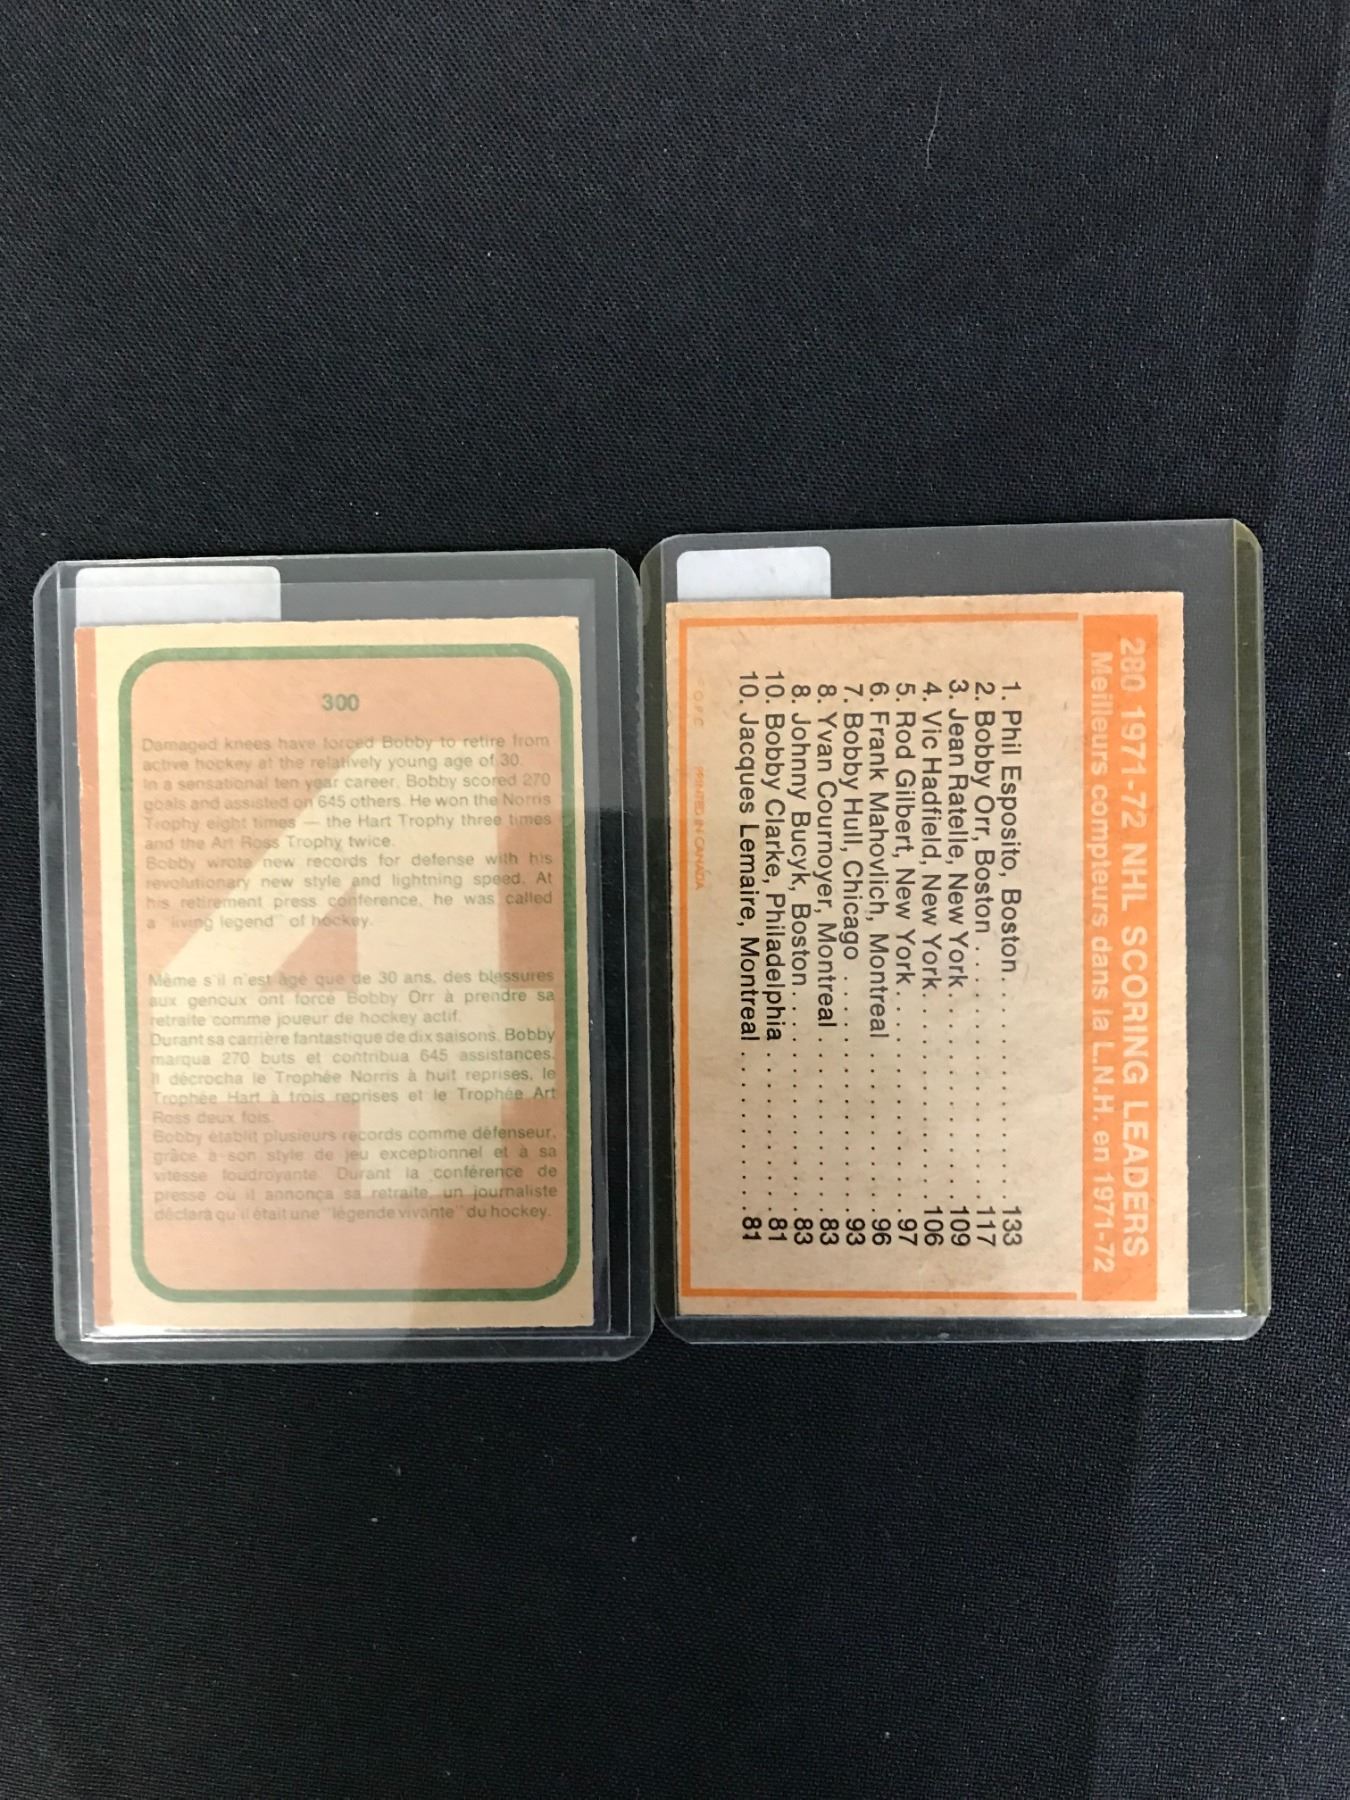 300
Damaged knees have forced Bobby to retire from
active hockey at the relatively young age of 30.
In a sensational ten year career, Bobby scored 270
goals and assisted on 645 others. He won the Norris
Trophy eight times — the Hart Trophy three times
and the Art Ross Trophy twice.
Bobby wrote new records for defense with his
revolutionary new style and lightning speed. At
his retirement press conference, he was called
a "living legend" of hockey.
Même s'il n'est âgé que de 30 ans, des blessures
aux genoux ont forcé Bobby Orr à prendre sa
retraite comme joueur de hockey actif.
Durant sa carrière fantastique de dix saisons, Bobby
marqua 270 buts et contribua 645 assistances.
Il décrocha le Trophée Norris à huit reprises, le
Trophée Hart à trois reprises et le Trophée Art
Ross deux fois.
Bobby établit plusieurs records comme défenseur,
grâce à son style de jeu exceptionnel et à sa
vitesse foudroyante. Durant la conférence de
presse où il annonça sa retraite, un journaliste
déclara qu'il était une "légende vivante" du hockey.
4
280 1971-72 NHL SCORING LEADERS
Meilleurs compteurs dans la L.N.H. en 1971-72
1. Phil Esposito, Boston. . . . . . . . . . . . . . 133
2. Bobby Orr, Boston . . . . . . . . . . . . . . . 117
3. Jean Ratelle, New York. . . . . . . . . . . . . 109
4. Vic Hadfield, New York. . . . . . . . . . . . . 106
5. Rod Gilbert, New York . . . . . . . . . . . . . 97
6. Frank Mahovlich, Montreal . . . . . . . . . . . 96
7. Bobby Hull, Chicago . . . . . . . . . . . . . . 93
8. Yvan Cournoyer, Montreal . . . . . . . . . . . 83
8. Johnny Bucyk, Boston . . . . . . . . . . . . . 83
10. Bobby Clarke, Philadelphia . . . . . . . . . . 81
10. Jacques Lemaire, Montreal . . . . . . . . . . 81
© O.P.C. PRINTED IN CANADA